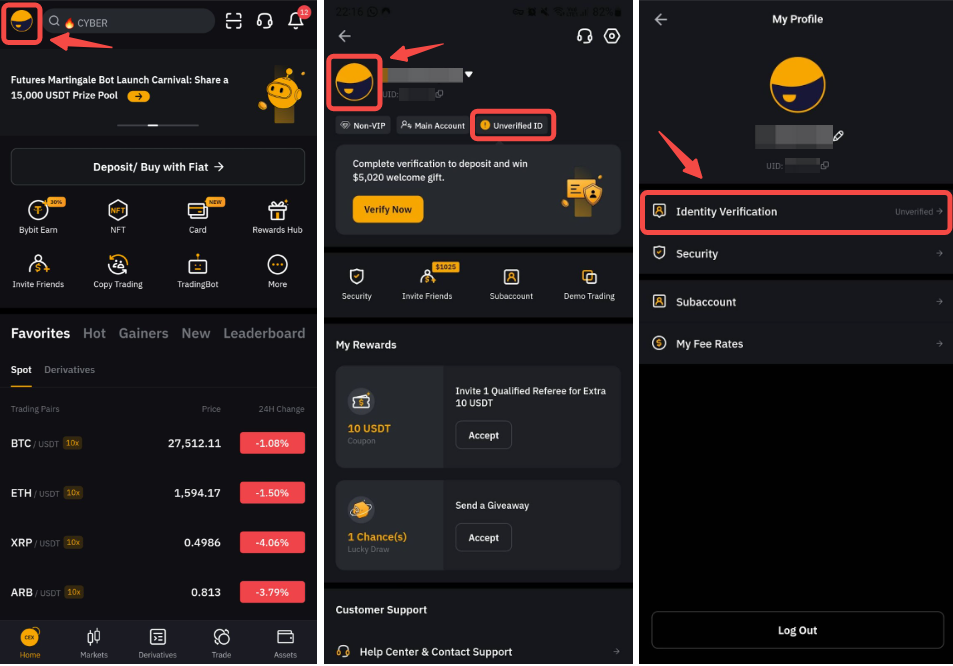 CYBER
12
Futures Martingale Bot Launch Carnival: Share a
15,000 USDT Prize Pool
Deposit/ Buy with Fiat →
30%
NFT
NEW
Bybit Earn
NFT
Card
Rewards Hub
Invite Friends
Copy Trading
TradingBot
More
Favorites Hot Gainers New Leaderboard
Spot Derivatives
Trading Pairs Price 24H Change
BTC / USDT 10x 27,512.11 -1.08%
ETH / USDT 10x 1,594.17 -1.50%
XRP / USDT 10x 0.4986 -4.06%
ARB / USDT 10x 0.813 -3.79%
CEX
Home Markets Derivatives Trade Assets
22:16 82%
UID:
Non-VIP Main Account Unverified ID
Complete verification to deposit and win
$5,020 welcome gift.
Verify Now
$1025
Security Invite Friends Subaccount Demo Trading
My Rewards
Invite 1 Qualified Referee for Extra
10 USDT
10 USDT
Coupon
Accept
Send a Giveaway
1 Chance(s)
Lucky Draw
Accept
Customer Support
Help Center & Contact Support
My Profile
UID:
Identity Verification Unverified
Security
Subaccount
My Fee Rates
Log Out